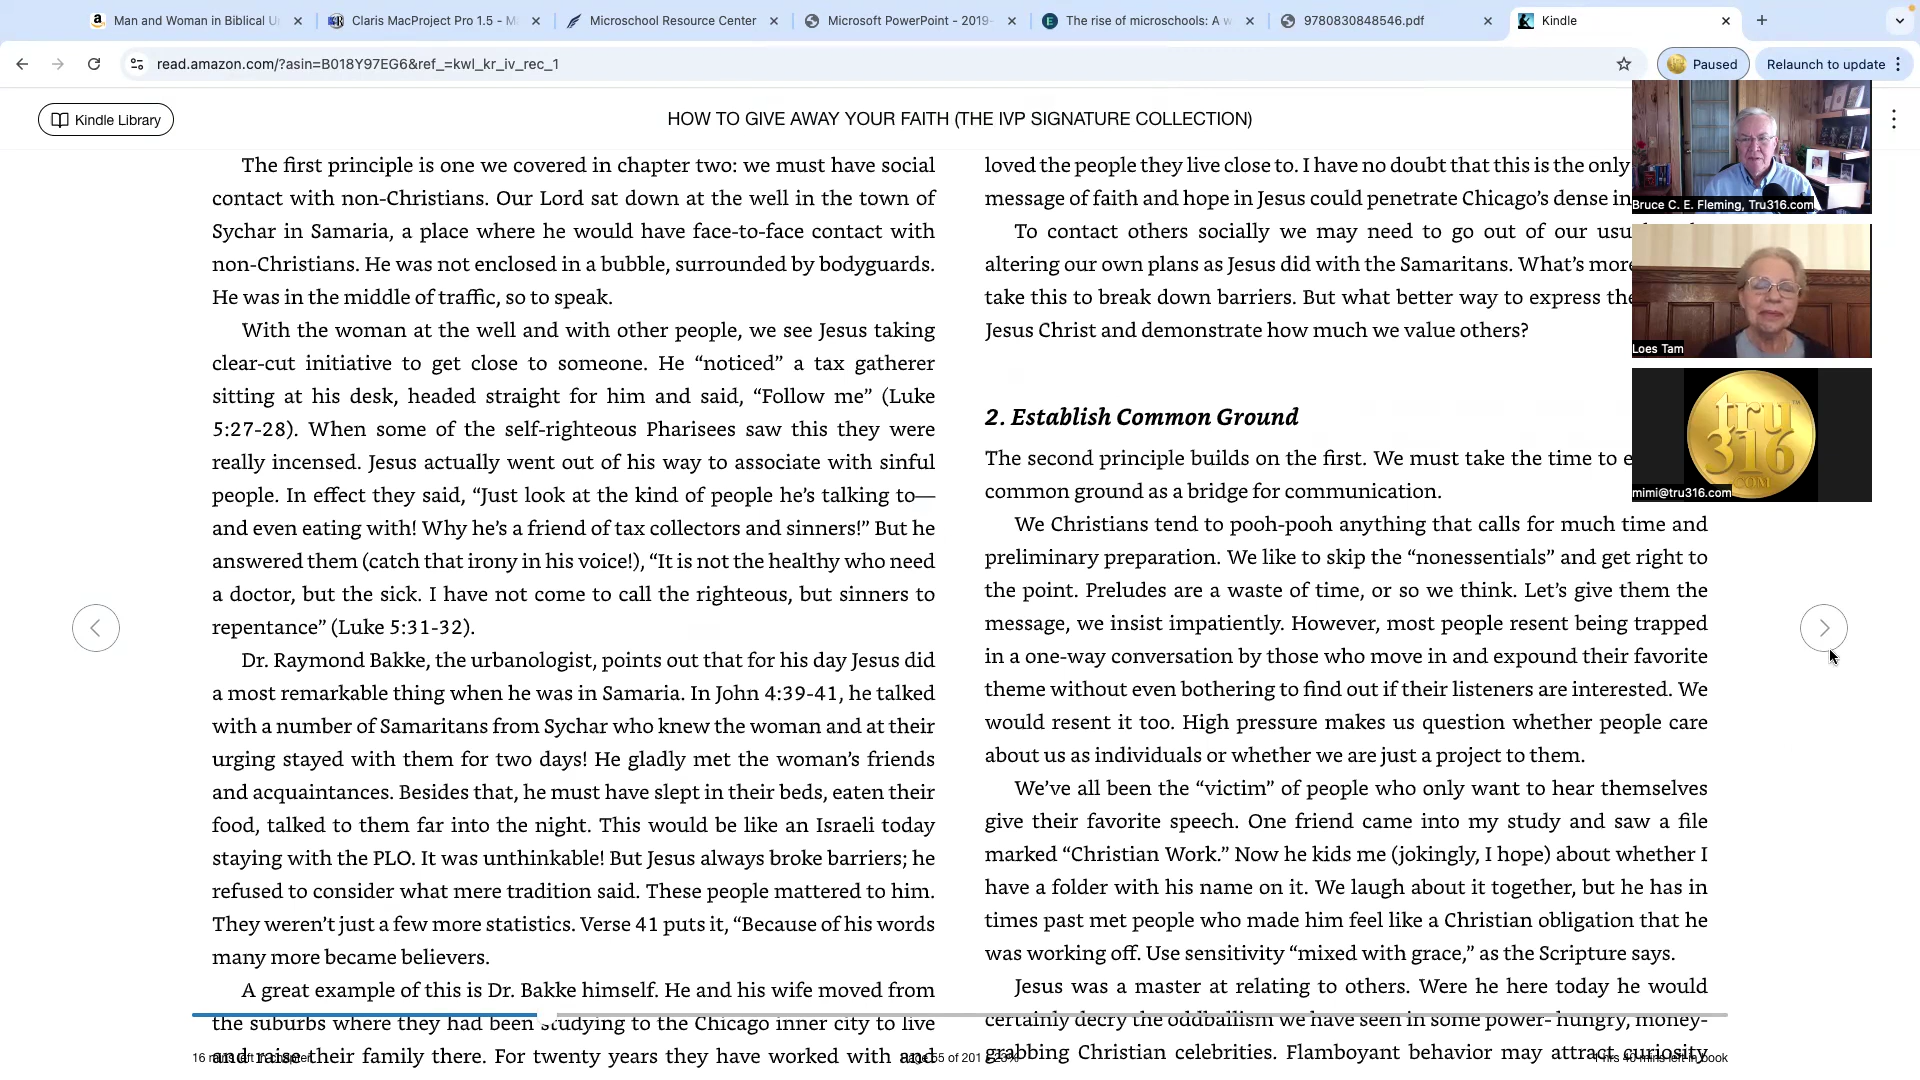 Man and Woman in Biblical U
Claris MacProject Pro 1.5 - M
Microschool Resource Center
Microsoft PowerPoint - 2019-
The rise of microschools: A w
9780830848546.pdf
Kindle
read.amazon.com/?asin=B018Y97EG6&ref_=kwl_kr_iv_rec_1
Paused
Relaunch to update
Kindle Library
HOW TO GIVE AWAY YOUR FAITH (THE IVP SIGNATURE COLLECTION)
The first principle is one we covered in chapter two: we must have social
contact with non-Christians. Our Lord sat down at the well in the town of
Sychar in Samaria, a place where he would have face-to-face contact with
non-Christians. He was not enclosed in a bubble, surrounded by bodyguards.
He was in the middle of traffic, so to speak.
With the woman at the well and with other people, we see Jesus taking
clear-cut initiative to get close to someone. He “noticed” a tax gatherer
sitting at his desk, headed straight for him and said, “Follow me” (Luke
5:27-28). When some of the self-righteous Pharisees saw this they were
really incensed. Jesus actually went out of his way to associate with sinful
people. In effect they said, “Just look at the kind of people he’s talking to—
and even eating with! Why he’s a friend of tax collectors and sinners!” But he
answered them (catch that irony in his voice!), “It is not the healthy who need
a doctor, but the sick. I have not come to call the righteous, but sinners to
repentance” (Luke 5:31-32).
Dr. Raymond Bakke, the urbanologist, points out that for his day Jesus did
a most remarkable thing when he was in Samaria. In John 4:39-41, he talked
with a number of Samaritans from Sychar who knew the woman and at their
urging stayed with them for two days! He gladly met the woman’s friends
and acquaintances. Besides that, he must have slept in their beds, eaten their
food, talked to them far into the night. This would be like an Israeli today
staying with the PLO. It was unthinkable! But Jesus always broke barriers; he
refused to consider what mere tradition said. These people mattered to him.
They weren’t just a few more statistics. Verse 41 puts it, “Because of his words
many more became believers.
A great example of this is Dr. Bakke himself. He and his wife moved from
the suburbs where they had been studying to the Chicago inner city to live
and raise their family there. For twenty years they have worked with and
loved the people they live close to. I have no doubt that this is the only
message of faith and hope in Jesus could penetrate Chicago’s dense in
To contact others socially we may need to go out of our usu
altering our own plans as Jesus did with the Samaritans. What’s more
take this to break down barriers. But what better way to express the
Jesus Christ and demonstrate how much we value others?
2. Establish Common Ground
The second principle builds on the first. We must take the time to e
common ground as a bridge for communication.
We Christians tend to pooh-pooh anything that calls for much time and
preliminary preparation. We like to skip the “nonessentials” and get right to
the point. Preludes are a waste of time, or so we think. Let’s give them the
message, we insist impatiently. However, most people resent being trapped
in a one-way conversation by those who move in and expound their favorite
theme without even bothering to find out if their listeners are interested. We
would resent it too. High pressure makes us question whether people care
about us as individuals or whether we are just a project to them.
We’ve all been the “victim” of people who only want to hear themselves
give their favorite speech. One friend came into my study and saw a file
marked “Christian Work.” Now he kids me (jokingly, I hope) about whether I
have a folder with his name on it. We laugh about it together, but he has in
times past met people who made him feel like a Christian obligation that he
was working off. Use sensitivity “mixed with grace,” as the Scripture says.
Jesus was a master at relating to others. Were he here today he would
certainly decry the oddballism we have seen in some power- hungry, money-
grabbing Christian celebrities. Flamboyant behavior may attract curiosity
16 mins left in chapter
Page 55 of 201
Bruce C. E. Fleming, Tru316.com
Loes Tam
tru
316
.COM
TM
mimi@tru316.com